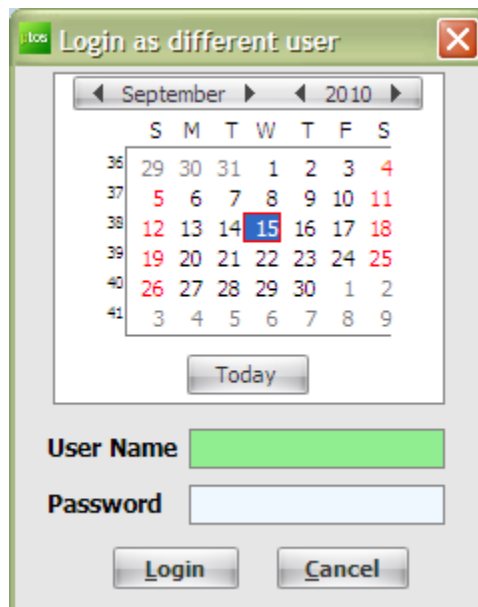 µtos Login as different user
September 2010
S M T W T F S
36 29 30 31 1 2 3 4
37 5 6 7 8 9 10 11
38 12 13 14 15 16 17 18
39 19 20 21 22 23 24 25
40 26 27 28 29 30 1 2
41 3 4 5 6 7 8 9
Today
User Name
Password
Login Cancel